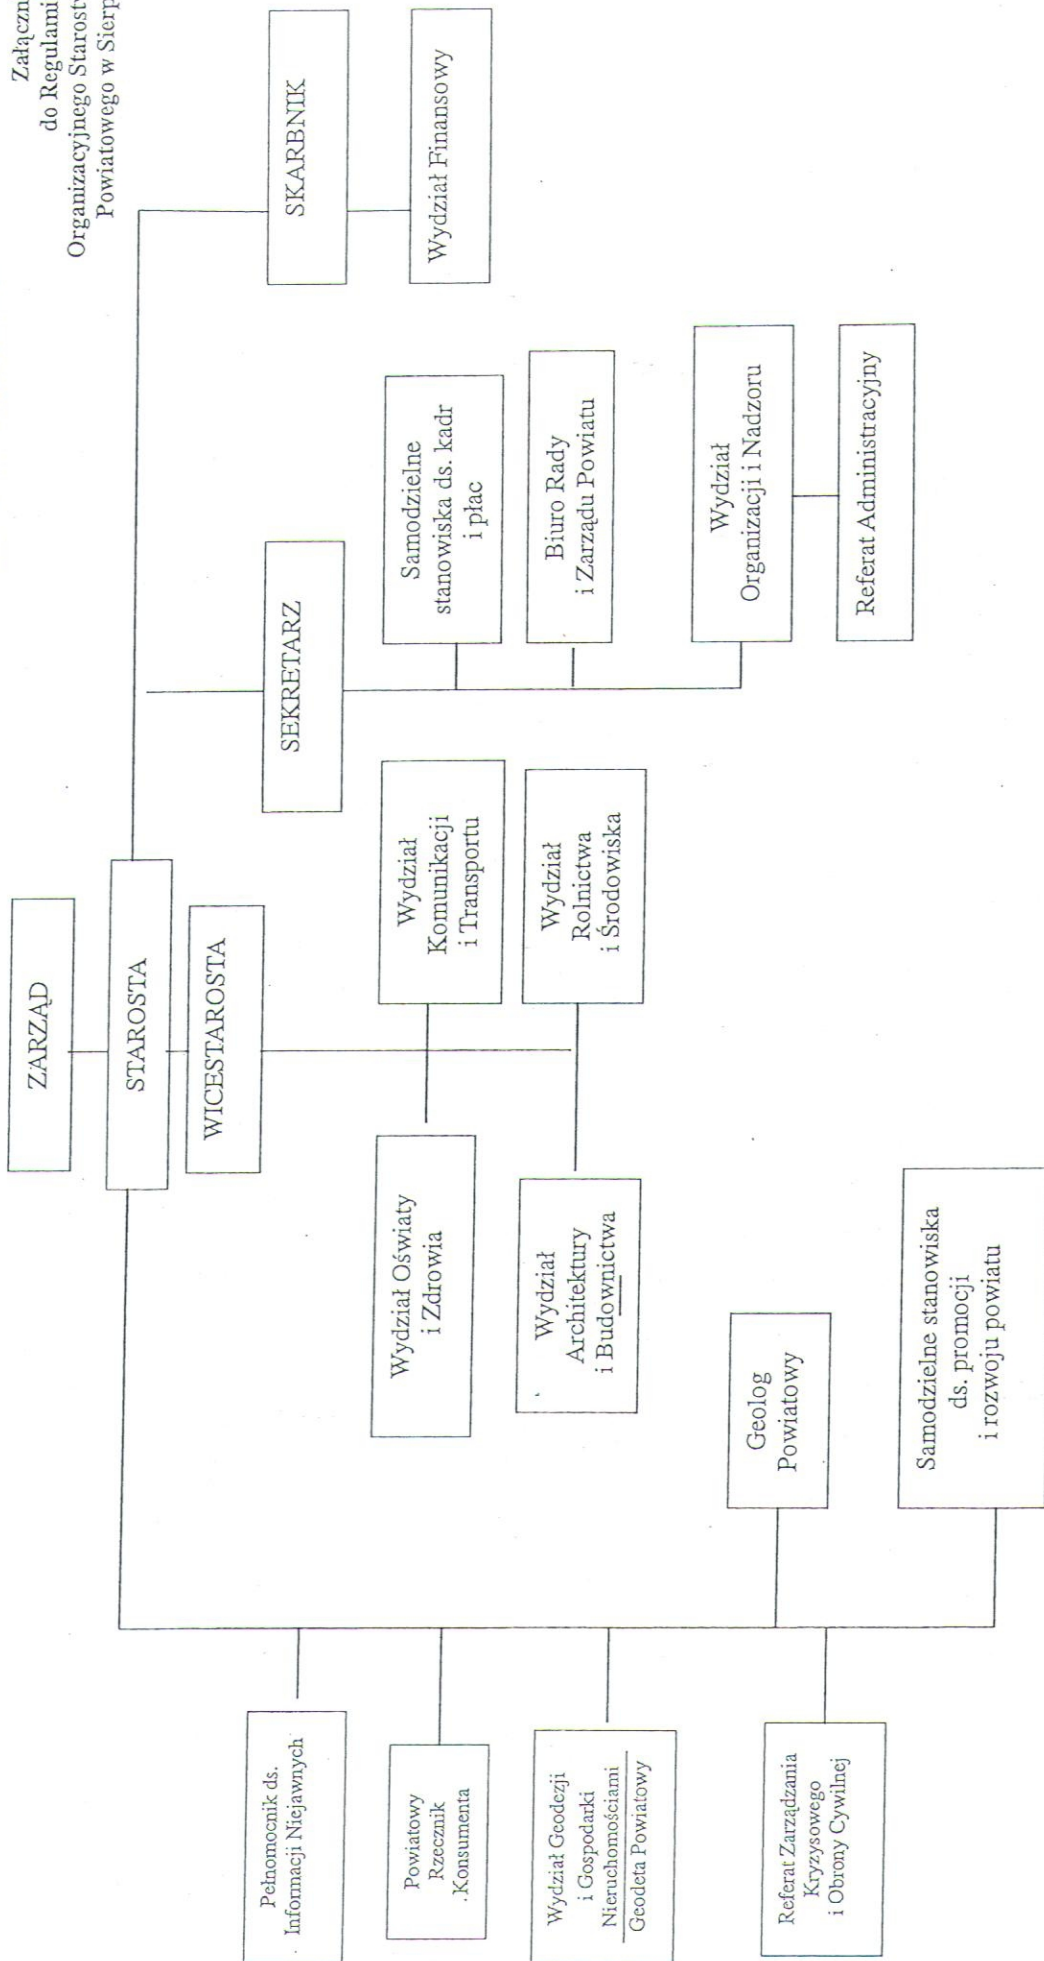 Załączn
do Regulami
Organizacyjnego Starost
Powiatowego w Sierp
ZARZĄD
STAROSTA
WICESTAROSTA
SEKRETARZ
SKARBNIK
Pełnomocnik ds.
Informacji Niejawnych
Powiatowy
Rzecznik
Konsumenta
Wydział Geodezji
i Gospodarki
Nieruchomościami
Geodeta Powiatowy
Referat Zarządzania
Kryzysowego
i Obrony Cywilnej
Geolog
Powiatowy
Samodzielne stanowiska
ds. promocji
i rozwoju powiatu
Wydział Oświaty
i Zdrowia
Wydział
Architektury
i Budownictwa
Wydział
Komunikacji
i Transportu
Wydział
Rolnictwa
i Środowiska
Samodzielne
stanowiska ds. kadr
i płac
Biuro Rady
i Zarządu Powiatu
Wydział
Organizacji i Nadzoru
Referat Administracyjny
Wydział Finansowy